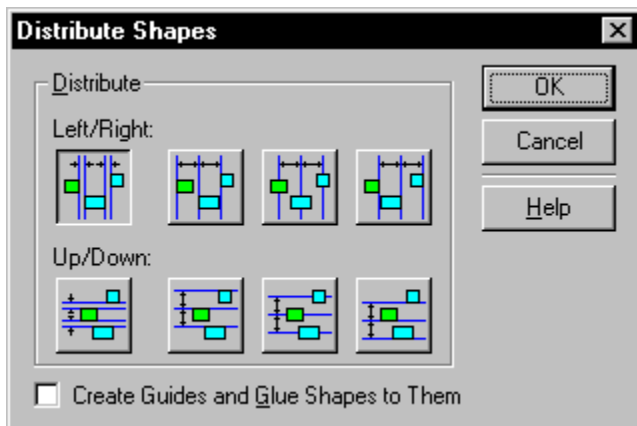 Distribute Shapes
Distribute
Left/Right:
Up/Down:
Create Guides and Glue Shapes to Them
OK
Cancel
Help